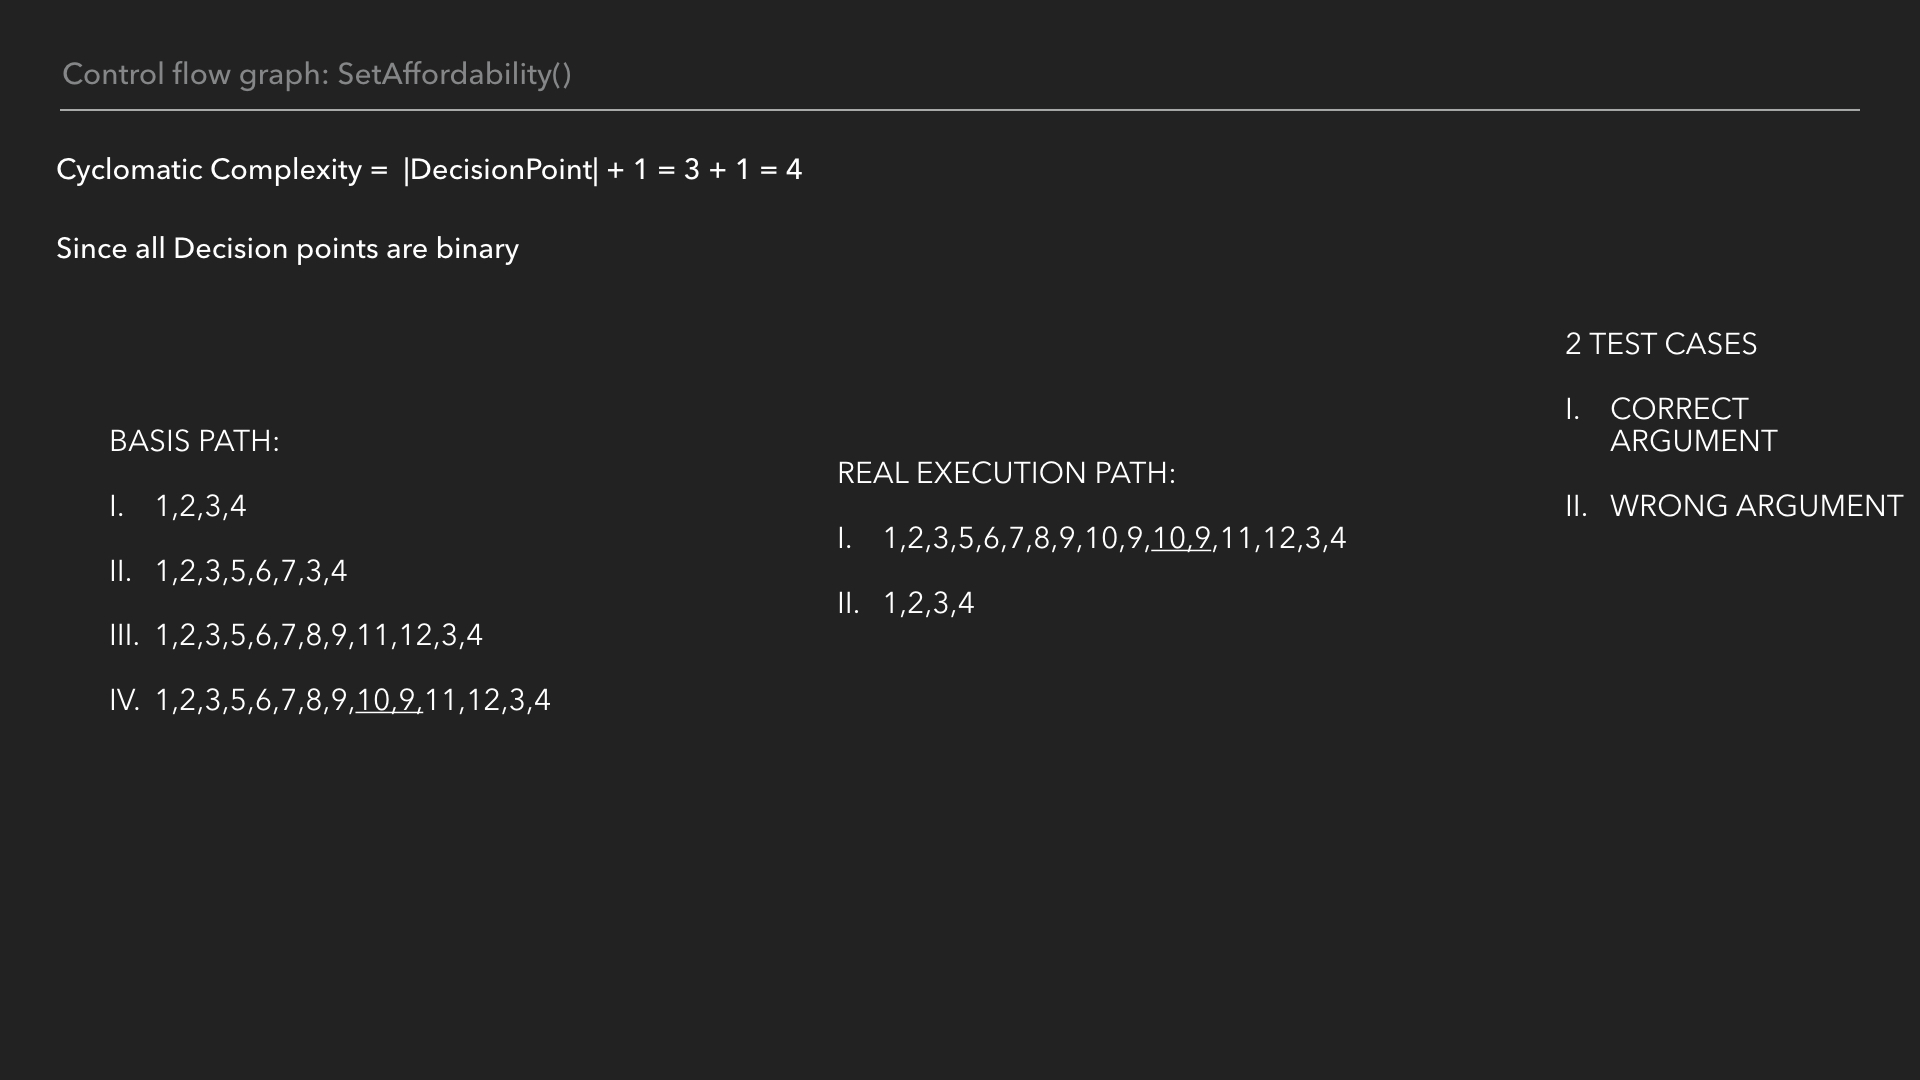 Control flow graph: SetAffordability()
Cyclomatic Complexity = |DecisionPoint| + 1 = 3 + 1 = 4
Since all Decision points are binary
BASIS PATH:
I. 1,2,3,4
II. 1,2,3,5,6,7,3,4
III. 1,2,3,5,6,7,8,9,11,12,3,4
IV. 1,2,3,5,6,7,8,9,10,9,11,12,3,4
REAL EXECUTION PATH:
I. 1,2,3,5,6,7,8,9,10,9,10,9,11,12,3,4
II. 1,2,3,4
2 TEST CASES
I. CORRECT
ARGUMENT
II. WRONG ARGUMENT